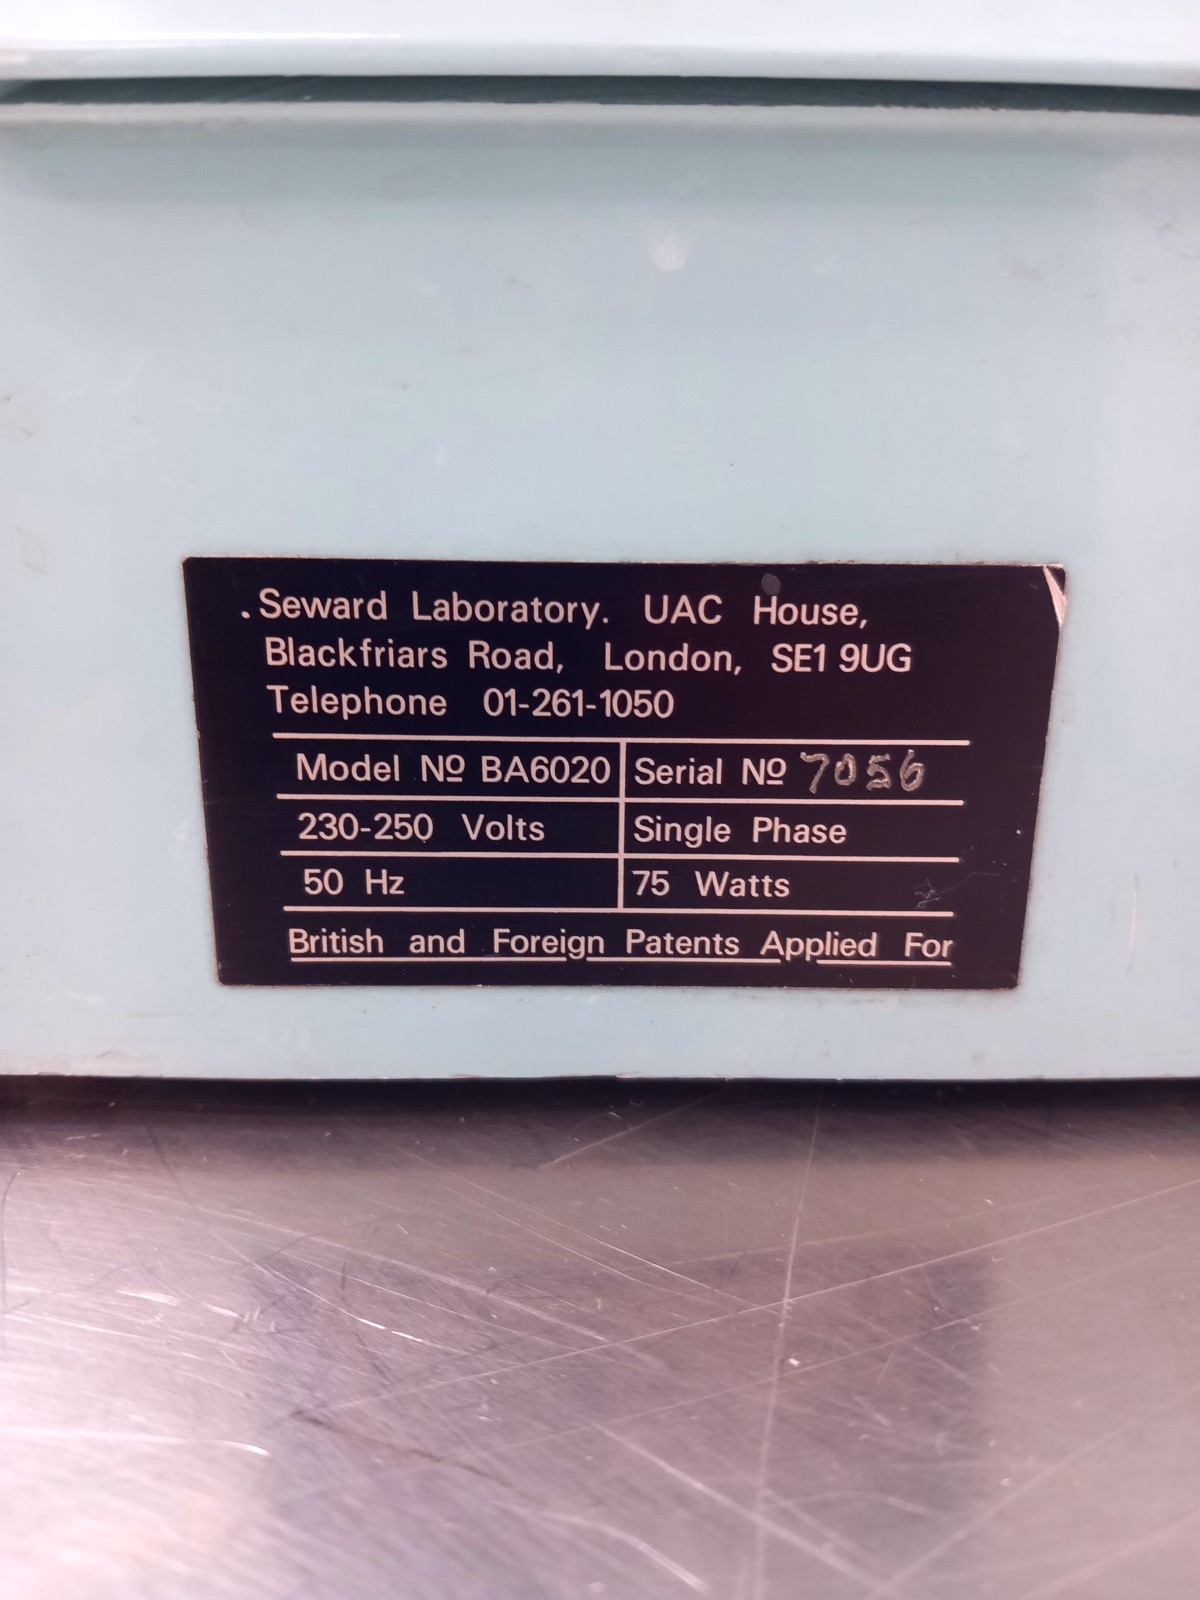 . Seward Laboratory. UAC House,
Blackfriars Road, London, SE1 9UG
Telephone 01-261-1050
Model Nº BA6020 Serial Nº 7056
230-250 Volts Single Phase
50 Hz 75 Watts
British and Foreign Patents Applied For